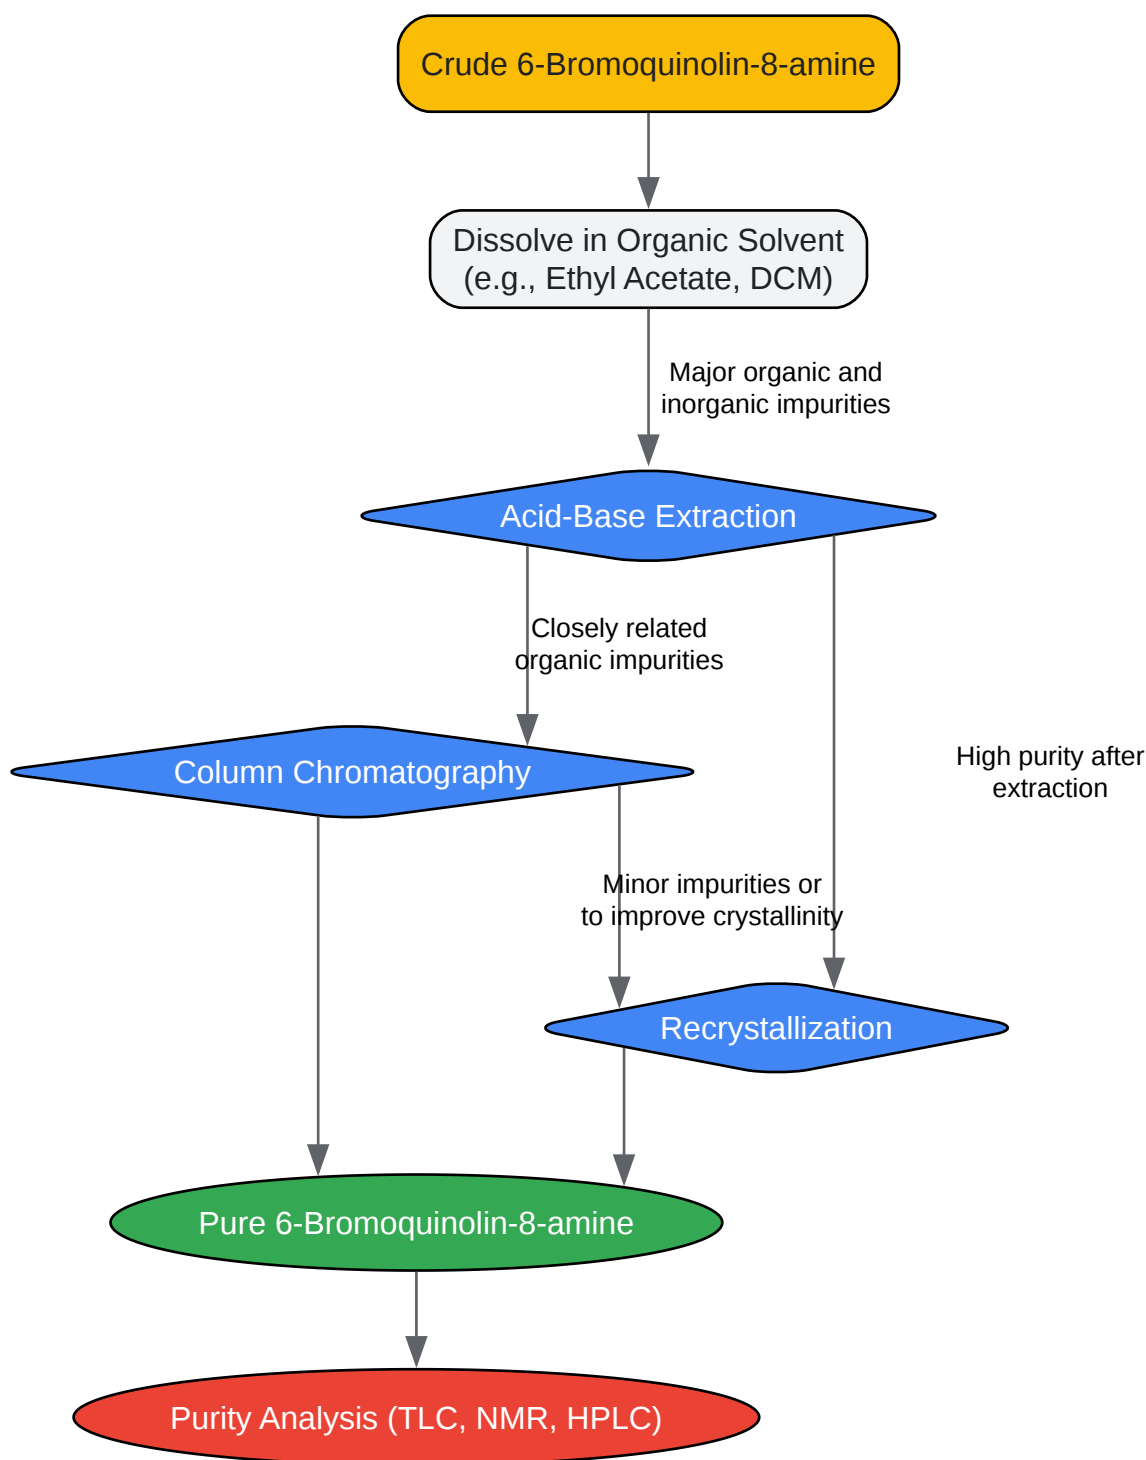 Crude 6-Bromoquinolin-8-amine
Dissolve in Organic Solvent
(e.g., Ethyl Acetate, DCM)
Major organic and
inorganic impurities
Acid-Base Extraction
Closely related
organic impurities
Column Chromatography
High purity after
extraction
Minor impurities or
to improve crystallinity
Recrystallization
Pure 6-Bromoquinolin-8-amine
Purity Analysis (TLC, NMR, HPLC)